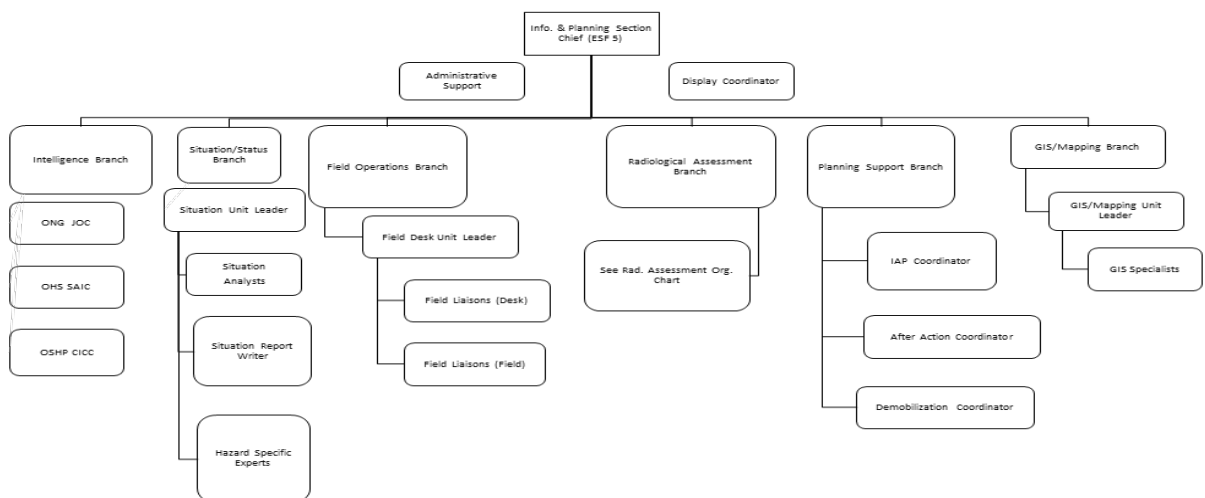 Info. & Planning Section
Chief (ESF 5)
Administrative
Support
Display Coordinator
Intelligence Branch
Situation/Status
Branch
Field Operations Branch
Radiological Assessment
Branch
Planning Support Branch
GIS/Mapping Branch
ONG JOC
OHS SAIC
OSHP CICC
Situation Unit Leader
Situation
Analysts
Situation Report
Writer
Hazard Specific
Experts
Field Desk Unit Leader
Field Liaisons (Desk)
Field Liaisons (Field)
See Rad. Assessment Org.
Chart
IAP Coordinator
After Action Coordinator
Demobilization Coordinator
GIS/Mapping Unit
Leader
GIS Specialists